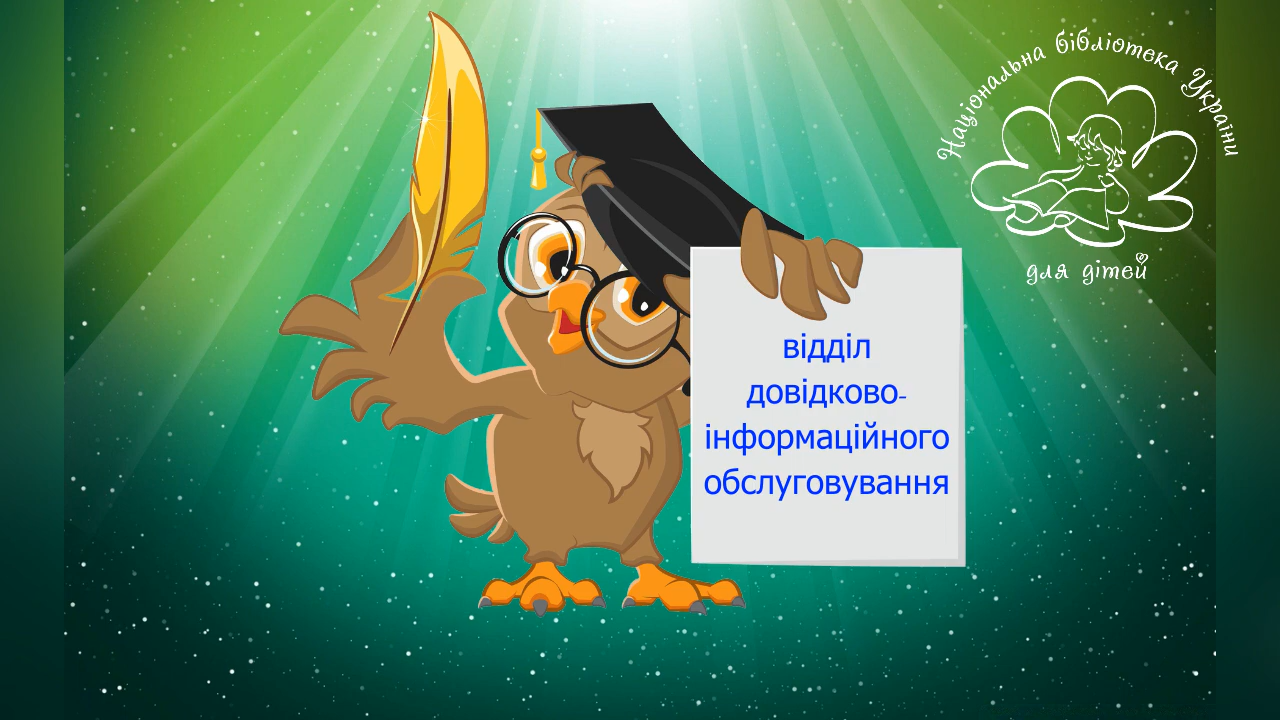 Національна бібліотека України
для дітей
відділ
довідково-
інформаційного
обслуговування